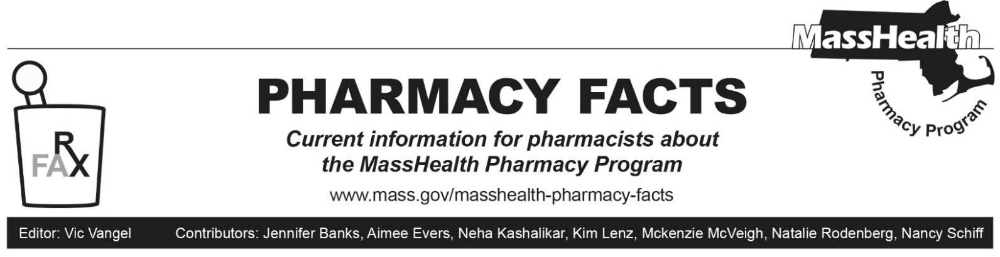 MassHealth
Pharmacy Program
RX
FAX
PHARMACY FACTS
Current information for pharmacists about
the MassHealth Pharmacy Program
www.mass.gov/masshealth-pharmacy-facts
Editor: Vic Vangel Contributors: Jennifer Banks, Aimee Evers, Neha Kashalikar, Kim Lenz, Mckenzie McVeigh, Natalie Rodenberg, Nancy Schiff